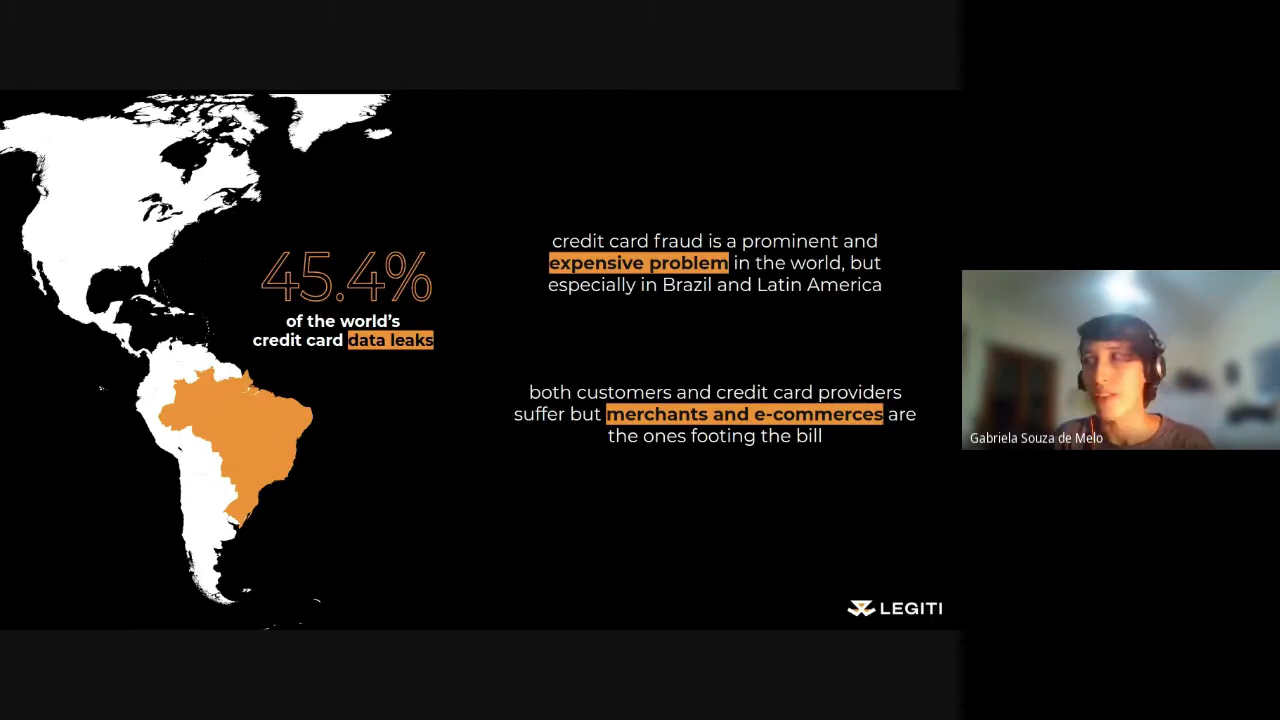 45.4%
of the world's
credit card data leaks
credit card fraud is a prominent and
expensive problem in the world, but
especially in Brazil and Latin America
both customers and credit card providers
suffer but merchants and e-commerces are
the ones footing the bill
LEGITI
Gabriela Souza de Melo